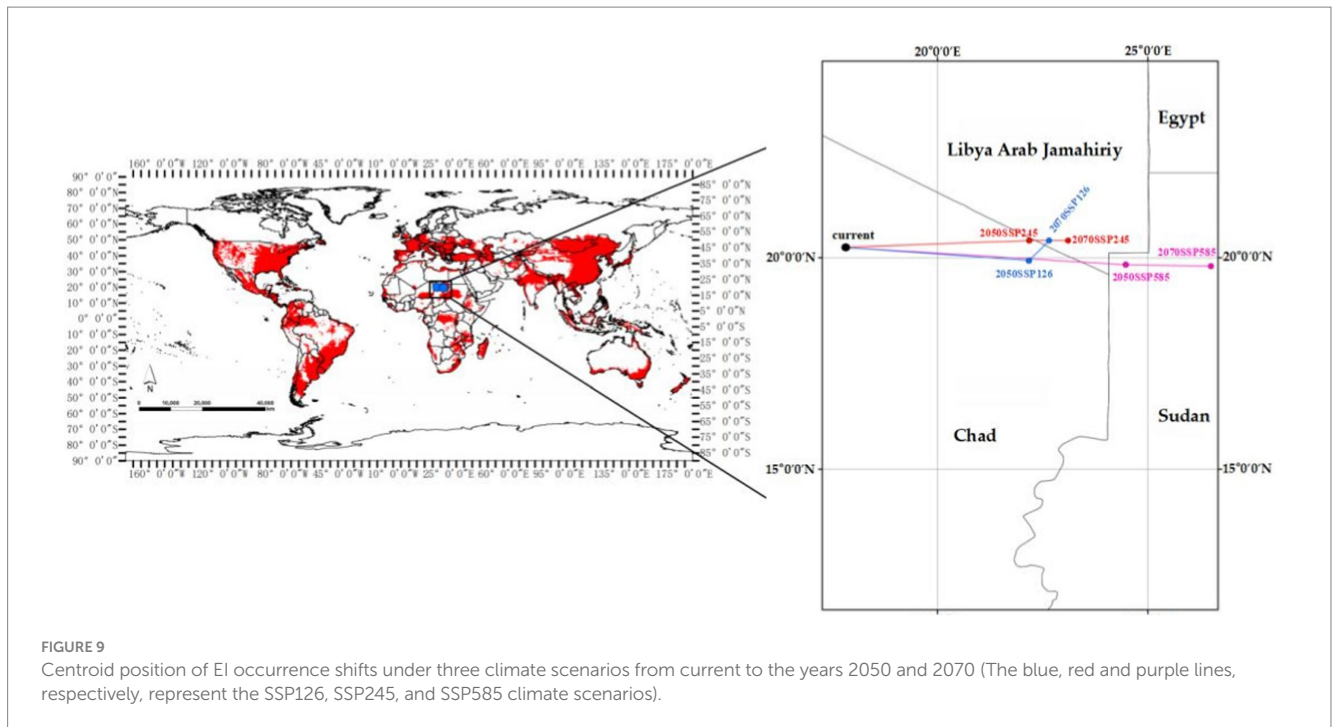 20°0'0"E 25°0'0"E
Egypt
Libya Arab Jamahiriy
2070SSP126
2050SSP245
2070SSP245
current
2070SSP585
20°0'0"N 20°0'0"N
2050SSP126
2050SSP585
Sudan
Chad
15°0'0"N 15°0'0"N
160° 0'0"W 120° 0'0"W 80° 0'0"W 45° 0'0"W
90° 0'0"N
80° 0'0"N
70° 0'0"N
60° 0'0"N
50° 0'0"N
40° 0'0"N
30° 0'0"N
20° 0'0"N
10° 0'0"N
0° 0'0"
10° 0'0"S
20° 0'0"S
30° 0'0"S
40° 0'0"S
50° 0'0"S
60° 0'0"S
70° 0'0"S
80° 0'0"S
90° 0'0"S
85° 0'0"N
75° 0'0"N
65° 0'0"N
55° 0'0"N
45° 0'0"N
35° 0'0"N
25° 0'0"N
15° 0'0"N
5° 0'0"N
5° 0'0"S
15° 0'0"S
25° 0'0"S
35° 0'0"S
45° 0'0"S
55° 0'0"S
65° 0'0"S
75° 0'0"S
85° 0'0"S
N
0 10,000 20,000 40,000
km
160° 0'0"W 120° 0'0"W 80° 0'0"W 45° 0'0"W
FIGURE 9
Centroid position of EI occurrence shifts under three climate scenarios from current to the years 2050 and 2070 (The blue, red and purple lines,
respectively, represent the SSP126, SSP245, and SSP585 climate scenarios).